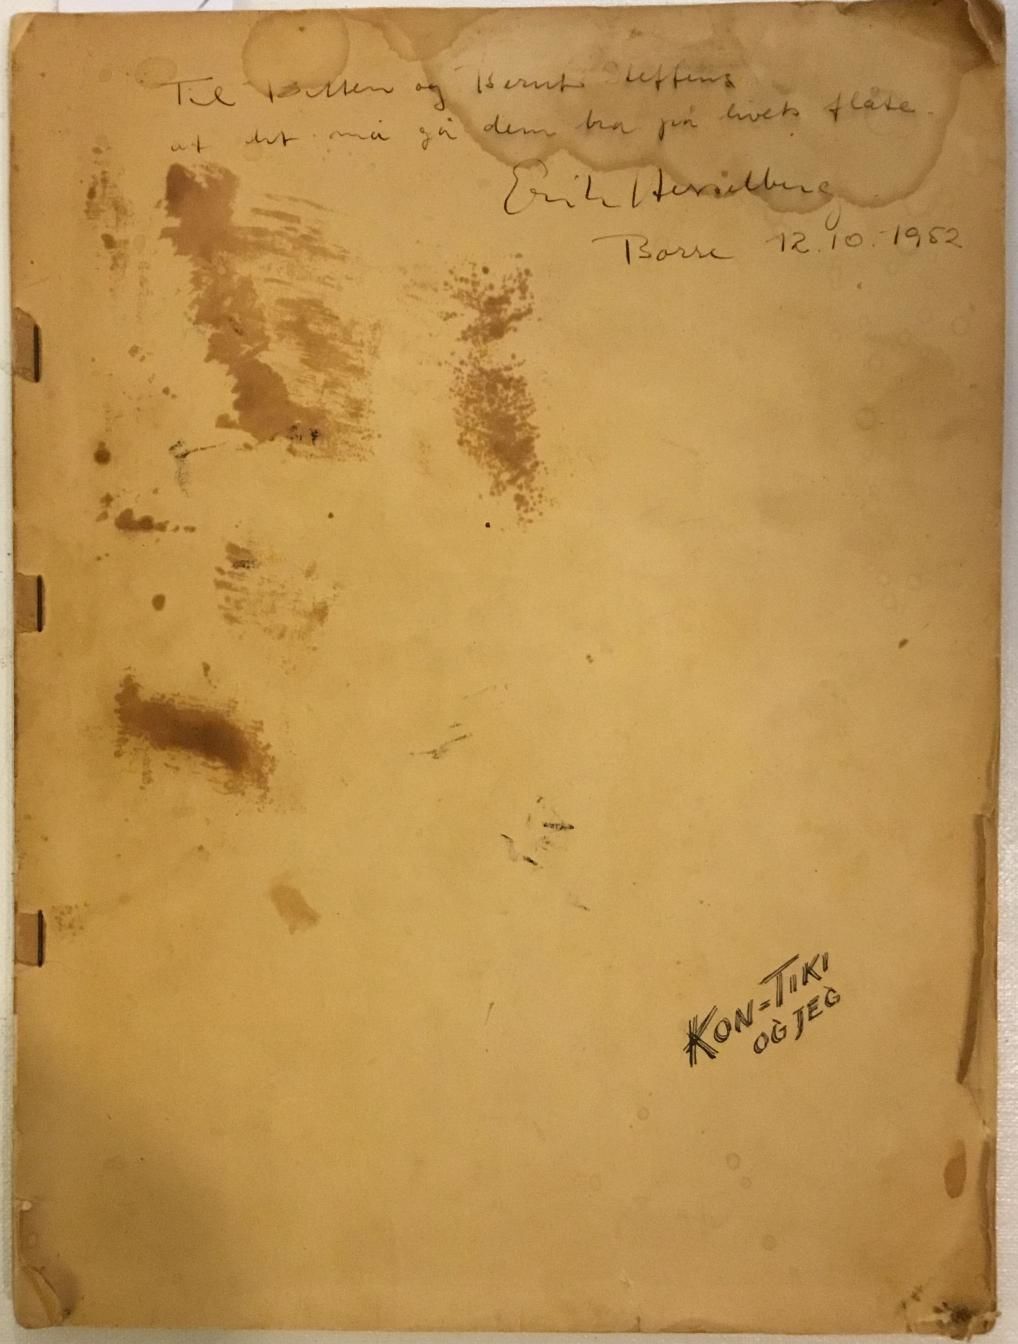 Til Bitten og Bernt Steffens
at det må gå dem bra på livets flåte.
Erik Hesselberg
Borre 12.10.1952
KON-TIKI
OG JEG